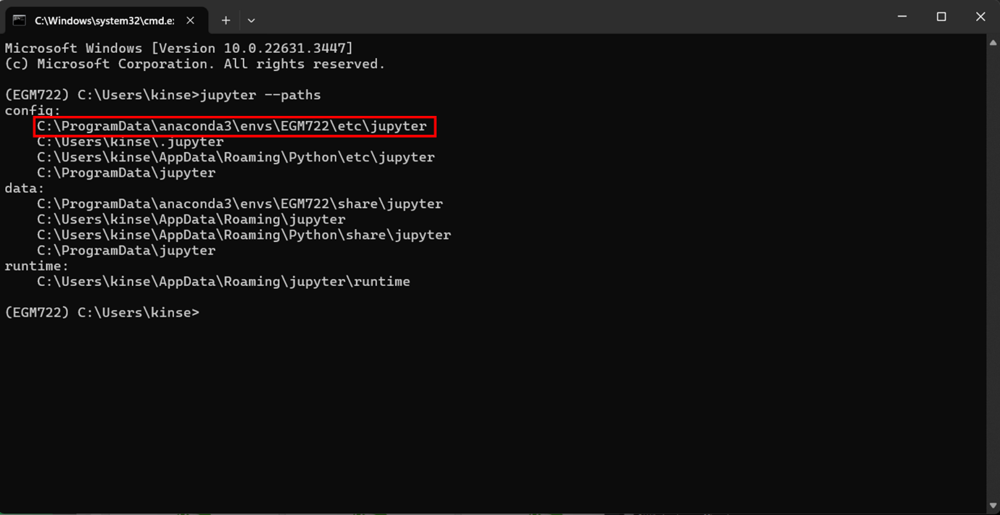 C:\Windows\system32\cmd.e
Microsoft Windows [Version 10.0.22631.3447]
(c) Microsoft Corporation. All rights reserved.
(EGM722) C:\Users\kinse>jupyter --paths
config:
C:\ProgramData\anaconda3\envs\EGM722\etc\jupyter
C:\Users\kinse\.jupyter
C:\Users\kinse\AppData\Roaming\Python\etc\jupyter
C:\ProgramData\jupyter
data:
C:\ProgramData\anaconda3\envs\EGM722\share\jupyter
C:\Users\kinse\AppData\Roaming\jupyter
C:\Users\kinse\AppData\Roaming\Python\share\jupyter
C:\ProgramData\jupyter
runtime:
C:\Users\kinse\AppData\Roaming\jupyter\runtime
(EGM722) C:\Users\kinse>